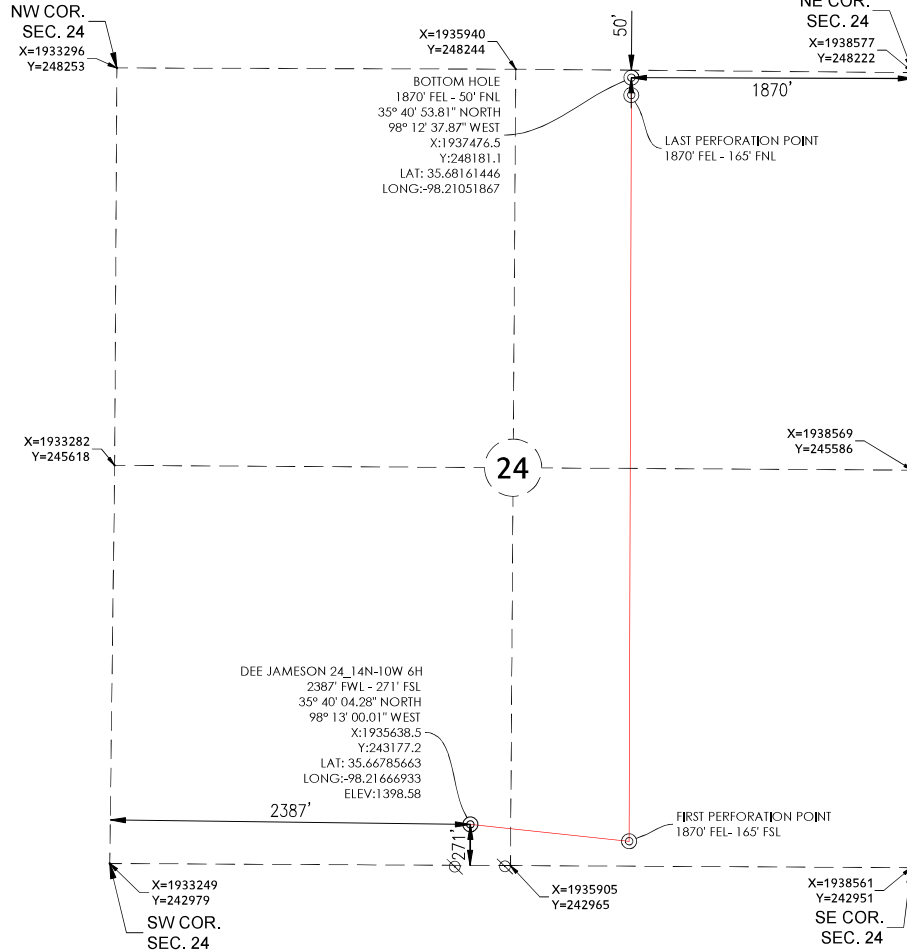 NW COR.
SEC. 24
X=1933296
Y=248253
X=1935940
Y=248244
50'
NE COR.
SEC. 24
X=1938577
Y=248222
1870'
BOTTOM HOLE
1870' FEL - 50' FNL
35° 40' 53.81" NORTH
98° 12' 37.87" WEST
X:1937476.5
Y:248181.1
LAT: 35.68161446
LONG:-98.21051867
LAST PERFORATION POINT
1870' FEL - 165' FNL
X=1933282
Y=245618
24
X=1938569
Y=245586
DEE JAMESON 24_14N-10W 6H
2387' FWL - 271' FSL
35° 40' 04.28" NORTH
98° 13' 00.01" WEST
X:1935638.5
Y:243177.2
LAT: 35.66785663
LONG:-98.21666933
ELEV:1398.58
2387'
271'
FIRST PERFORATION POINT
1870' FEL- 165' FSL
X=1933249
Y=242979
SW COR.
SEC. 24
X=1935905
Y=242965
X=1938561
Y=242951
SE COR.
SEC. 24